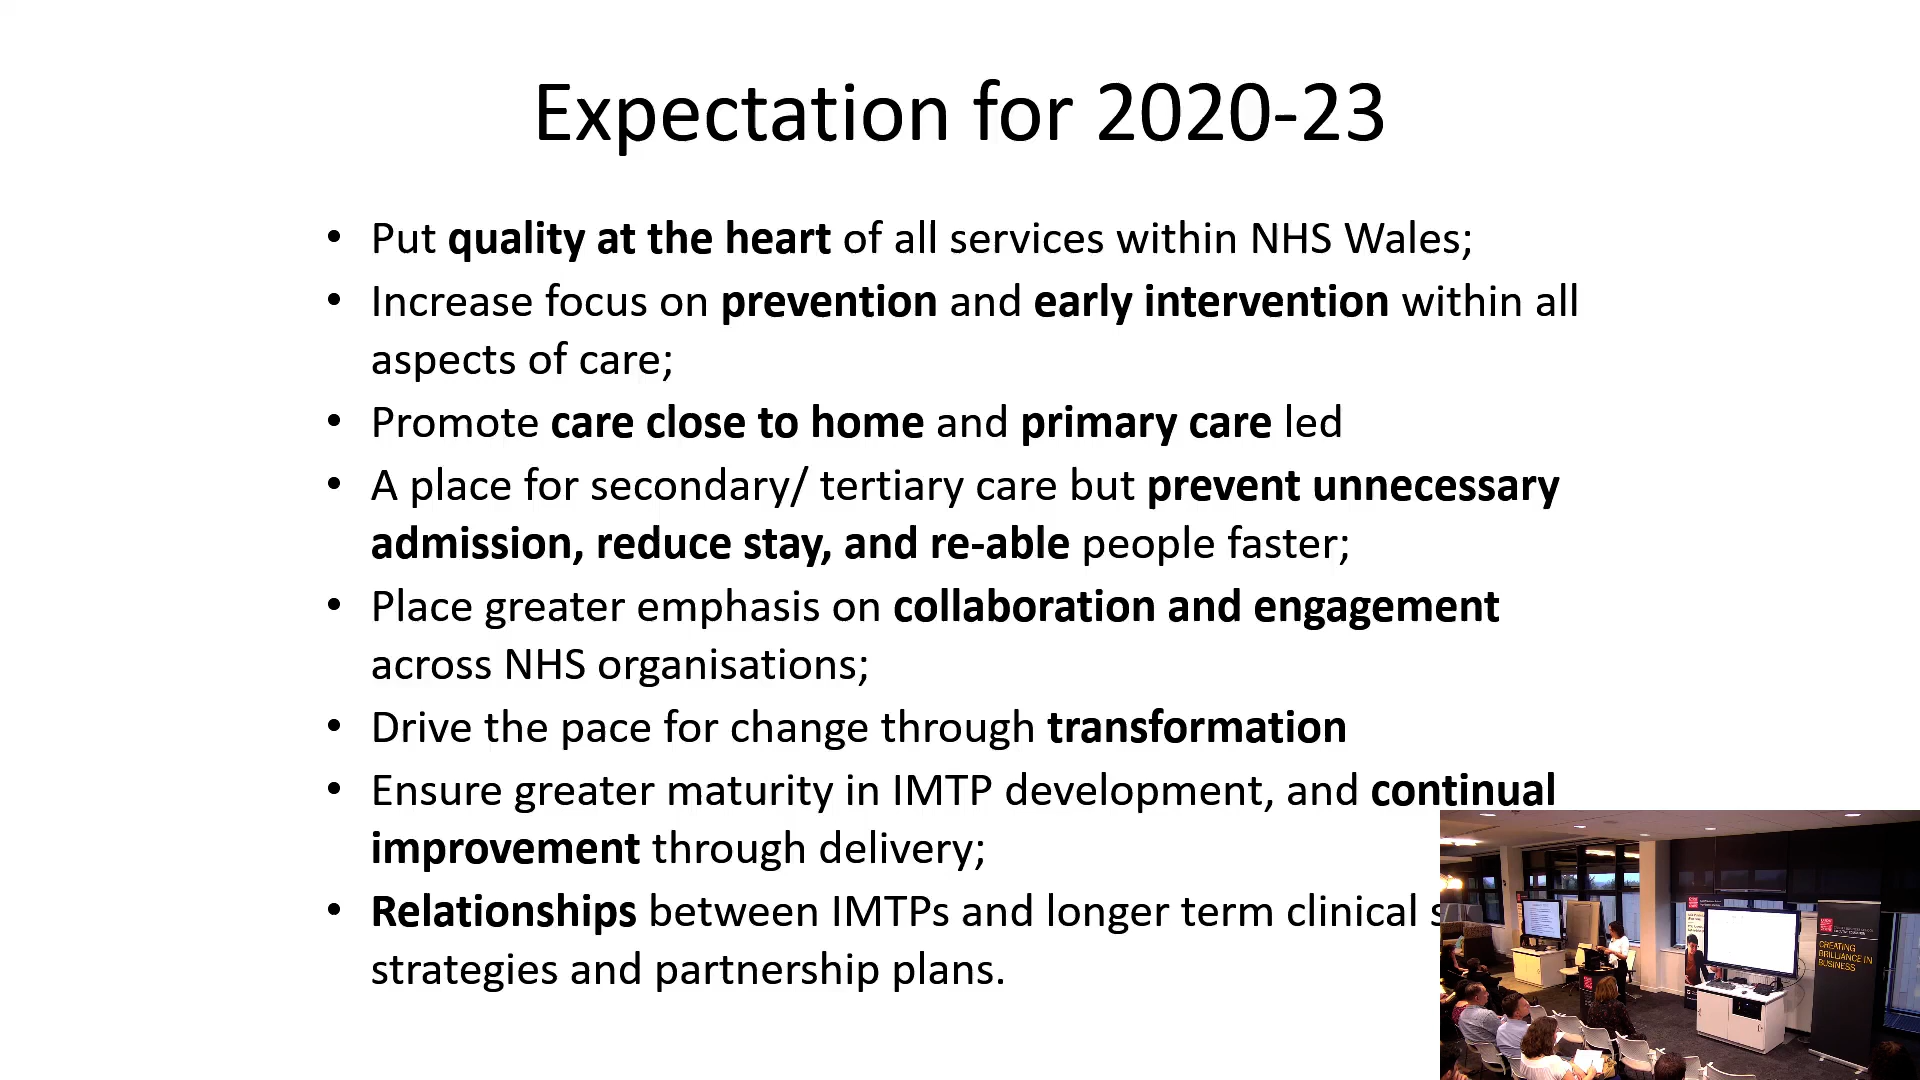 Expectation for 2020-23
• Put quality at the heart of all services within NHS Wales;
• Increase focus on prevention and early intervention within all
aspects of care;
• Promote care close to home and primary care led
• A place for secondary/ tertiary care but prevent unnecessary
admission, reduce stay, and re-able people faster;
• Place greater emphasis on collaboration and engagement
across NHS organisations;
• Drive the pace for change through transformation
• Ensure greater maturity in IMTP development, and continual
improvement through delivery;
• Relationships between IMTPs and longer term clinical
strategies and partnership plans.
CREATING
BRILLIANCE IN
BUSINESS